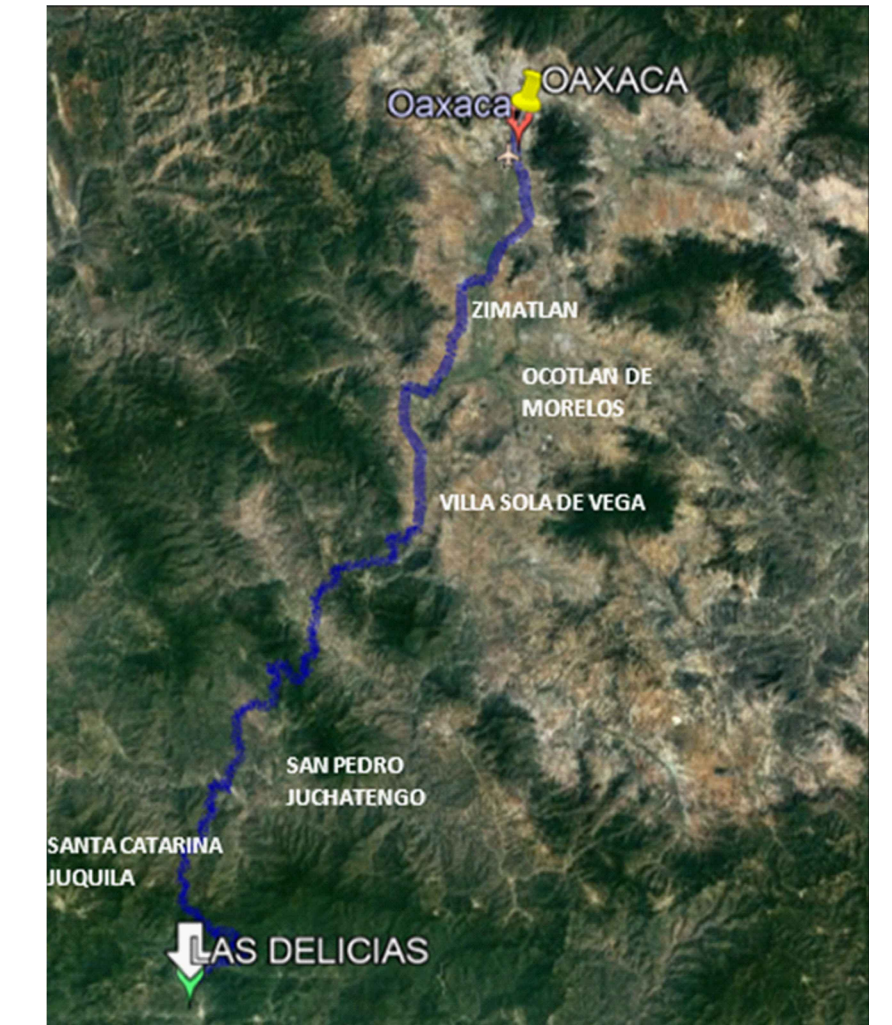 OAXACA
Oaxaca
ZIMATLAN
OCOTLAN DE
MORELOS
VILLA SOLA DE VEGA
SAN PEDRO
JUCHATENGO
SANTA CATARINA
JUQUILA
LAS DELICIAS